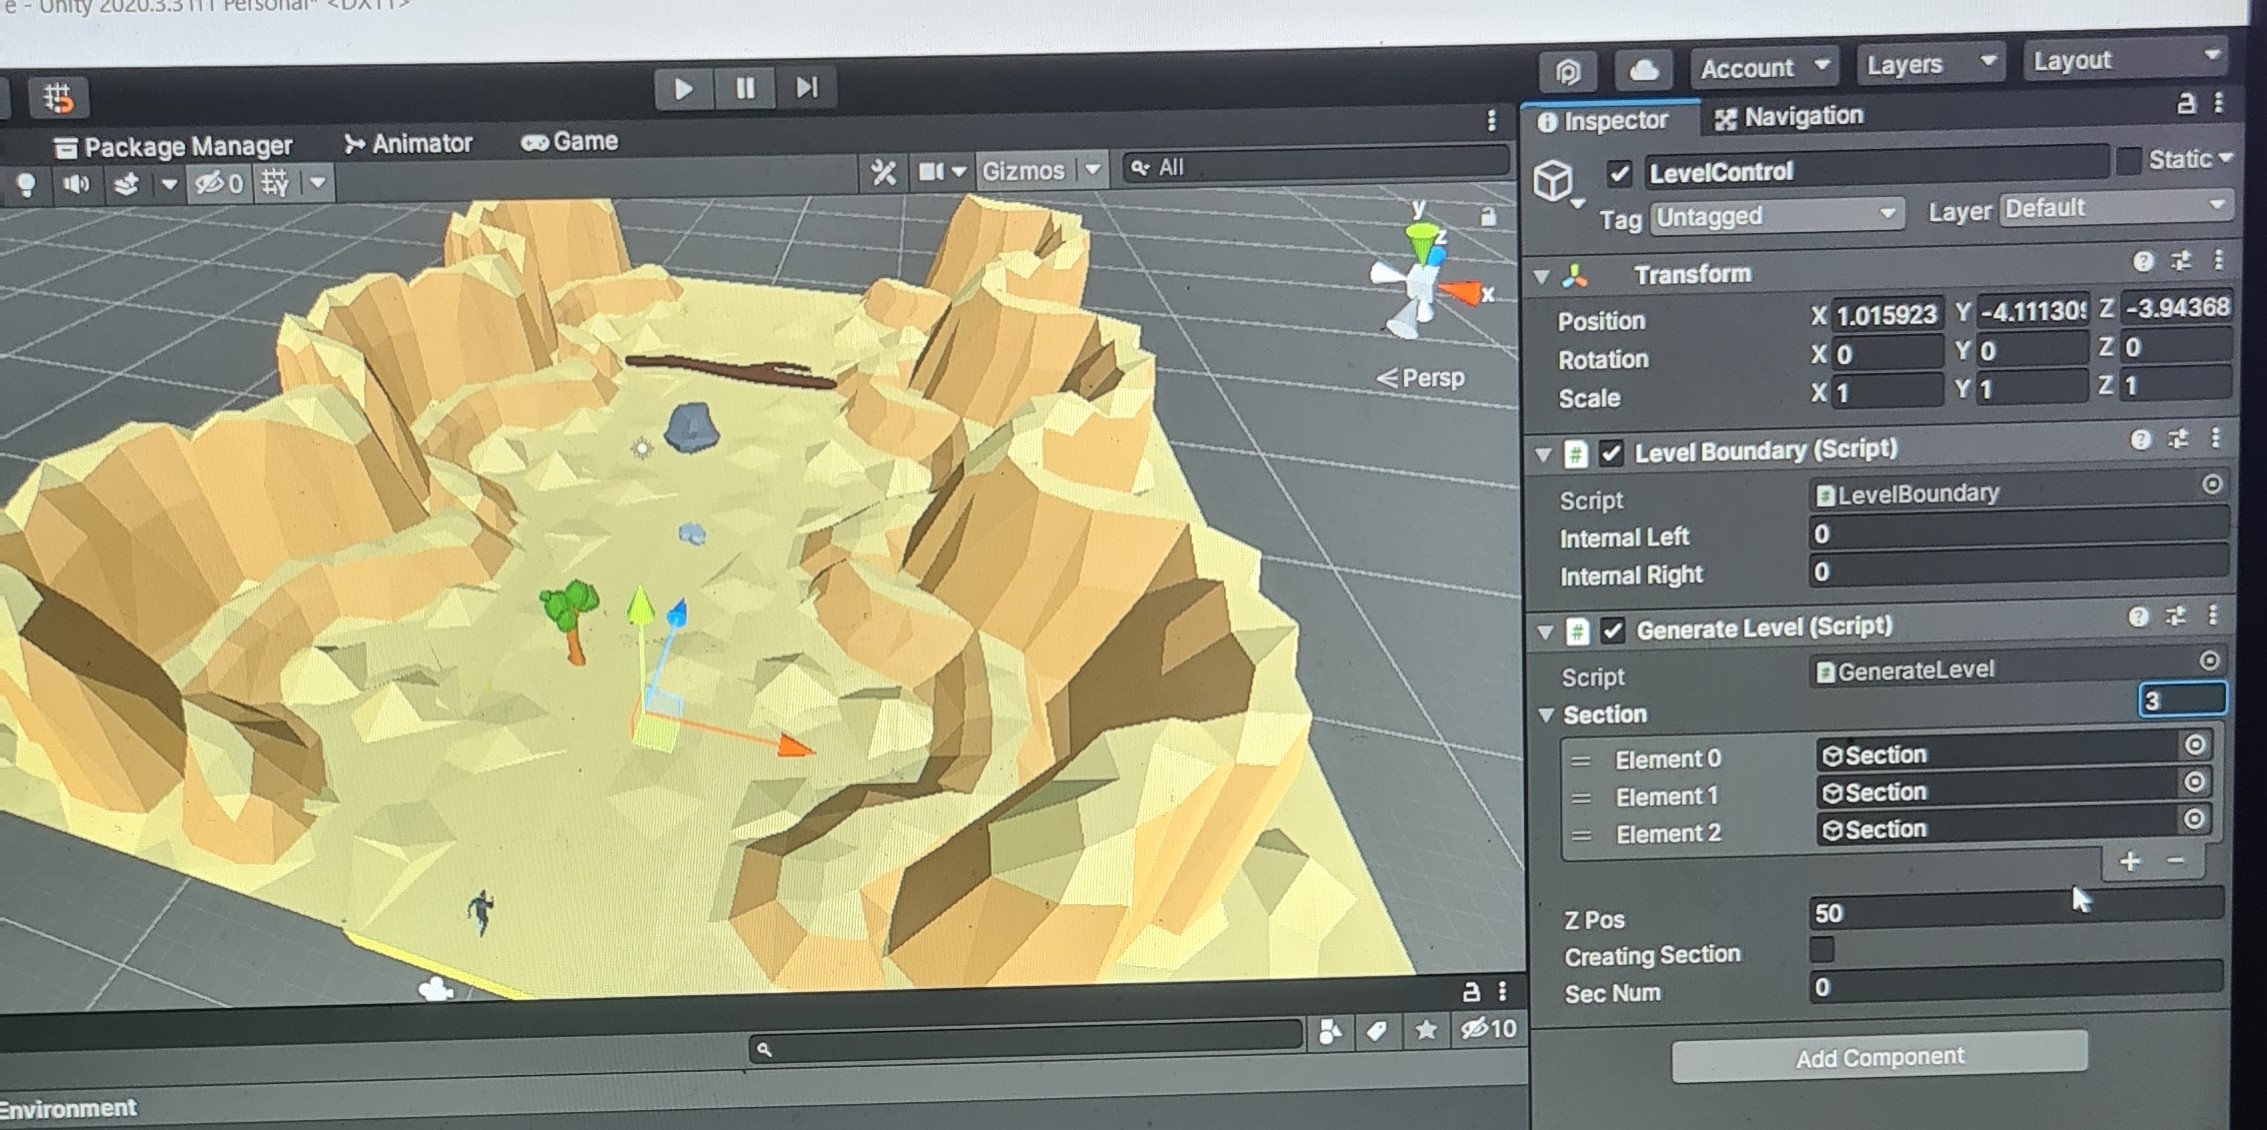 e - Unity 2020.3.31f1 Personal* <DX11>
Account Layers Layout
Package Manager Animator Game
0 Gizmos All
y
z
x
Persp
Inspector Navigation
LevelControl Static
Tag Untagged Layer Default
Transform
Position X 1.015923 Y -4.11130 Z -3.94368
Rotation X 0 Y 0 Z 0
Scale X 1 Y 1 Z 1
# Level Boundary (Script)
Script LevelBoundary
Internal Left 0
Internal Right 0
# Generate Level (Script)
Script GenerateLevel
Section 3
Element 0 Section
Element 1 Section
Element 2 Section
+ -
Z Pos 50
Creating Section
Sec Num 0
Add Component
10
Environment